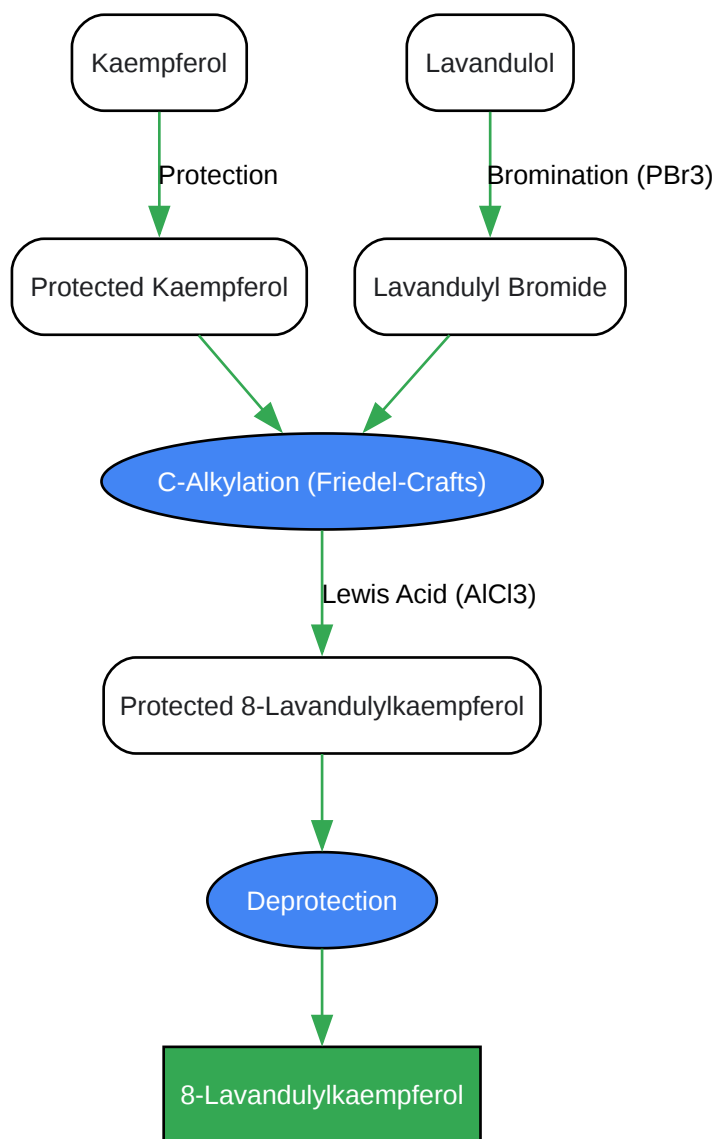 Kaempferol
Lavandulol
Protection
Bromination (PBr3)
Protected Kaempferol
Lavandulyl Bromide
C-Alkylation (Friedel-Crafts)
Lewis Acid (AlCl3)
Protected 8-Lavandulylkaempferol
Deprotection
8-Lavandulylkaempferol